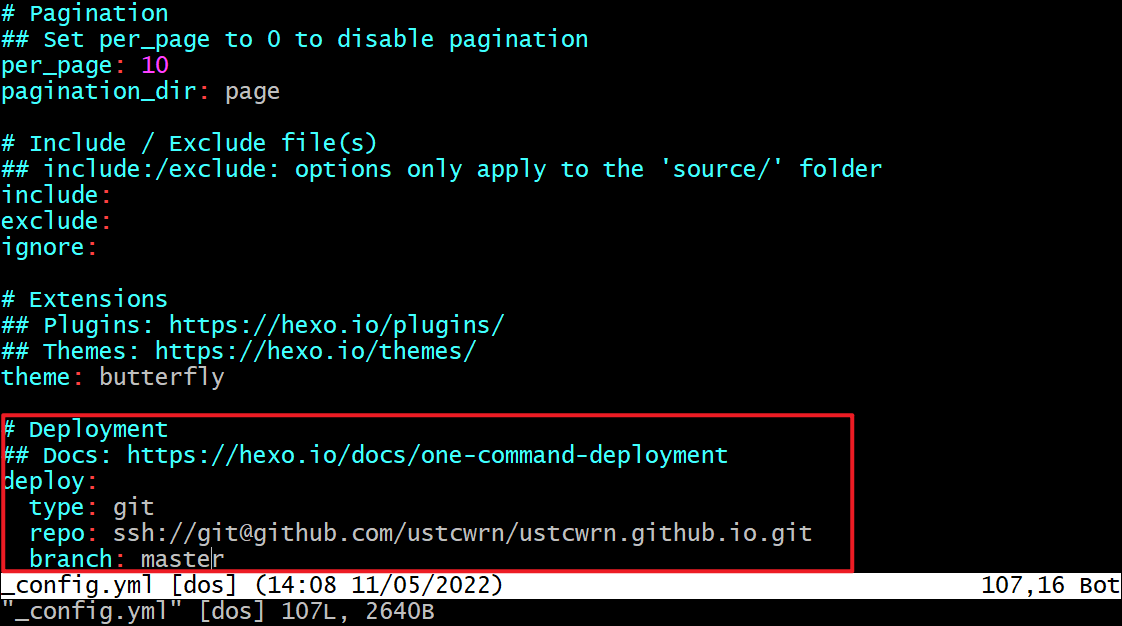 # Pagination
## Set per_page to 0 to disable pagination
per_page: 10
pagination_dir: page
# Include / Exclude file(s)
## include:/exclude: options only apply to the 'source/' folder
include:
exclude:
ignore:
# Extensions
## Plugins: https://hexo.io/plugins/
## Themes: https://hexo.io/themes/
theme: butterfly
# Deployment
## Docs: https://hexo.io/docs/one-command-deployment
deploy:
  type: git
  repo: ssh://git@github.com/ustcwrn/ustcwrn.github.io.git
  branch: master
_config.yml [dos] (14:08 11/05/2022) 107,16 Bot
"_config.yml" [dos] 107L, 2640B